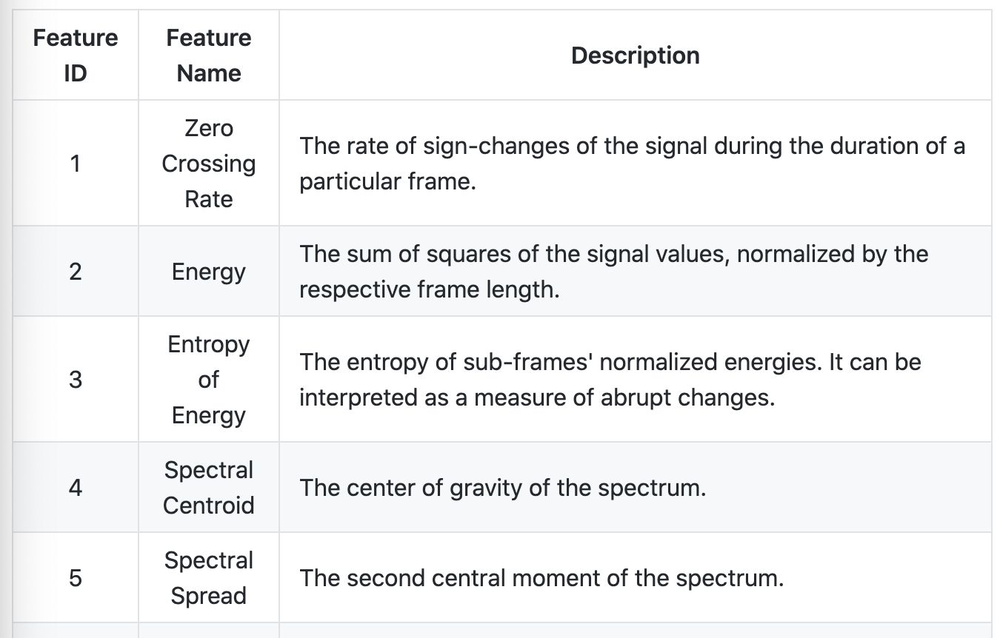 Feature
ID
Feature
Name
Description
1
Zero
Crossing
Rate
The rate of sign-changes of the signal during the duration of a
particular frame.
2
Energy
The sum of squares of the signal values, normalized by the
respective frame length.
3
Entropy
of
Energy
The entropy of sub-frames' normalized energies. It can be
interpreted as a measure of abrupt changes.
4
Spectral
Centroid
The center of gravity of the spectrum.
5
Spectral
Spread
The second central moment of the spectrum.